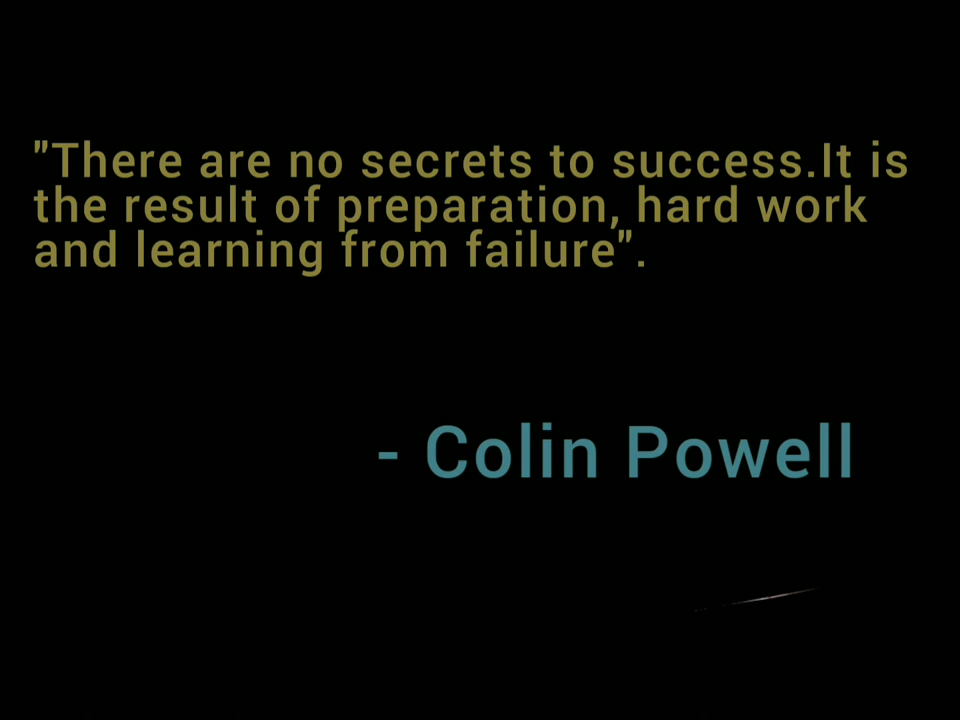 "There are no secrets to success.It is
the result of preparation, hard work
and learning from failure".
- Colin Powell